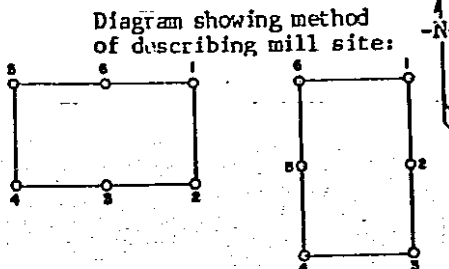 Diagram showing method
of describing mill site:
-N-
5 6 1
4 3 2
6 1
5 2
4 3